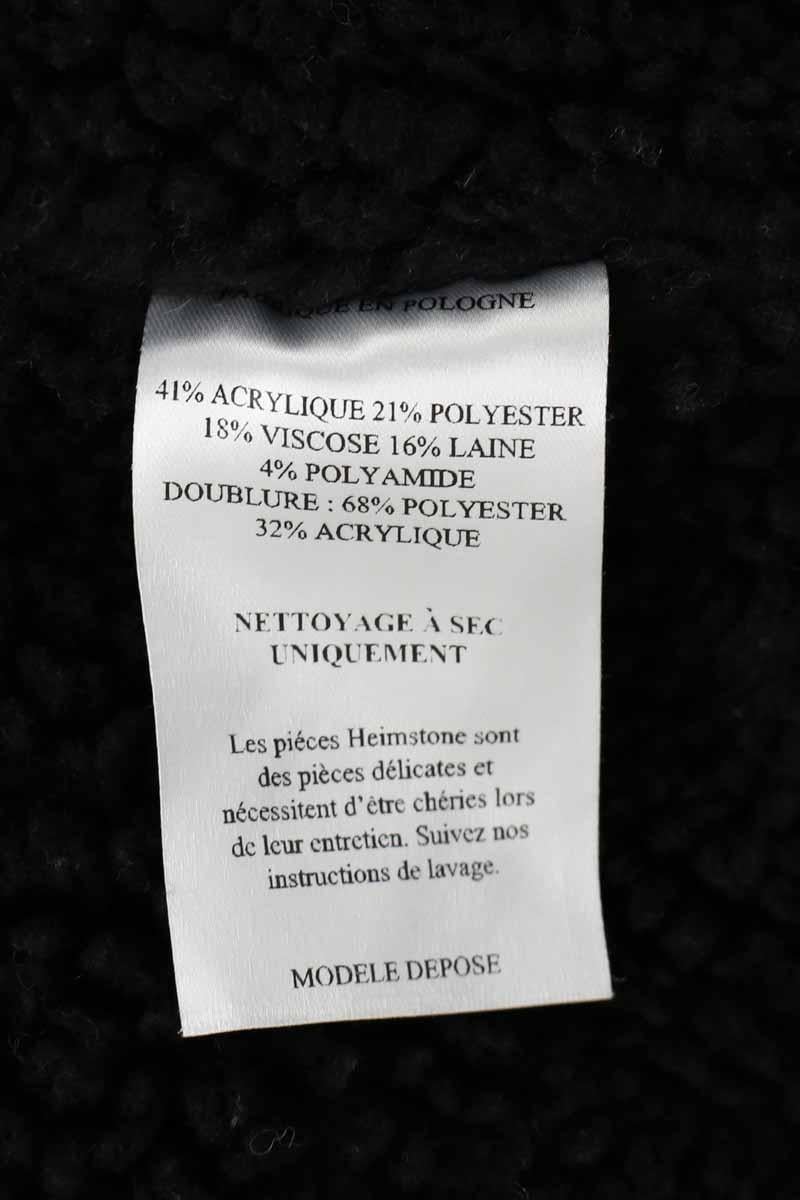 EN POLOGNE
41% ACRYLIQUE 21% POLYESTER
18% VISCOSE 16% LAINE
4% POLYAMIDE
DOUBLURE : 68% POLYESTER
32% ACRYLIQUE
NETTOYAGE À SEC
UNIQUEMENT
Les piéces Heimstone sont
des pièces délicates et
nécessitent d'être chéries lors
de leur entretien. Suivez nos
instructions de lavage.
MODELE DEPOSE